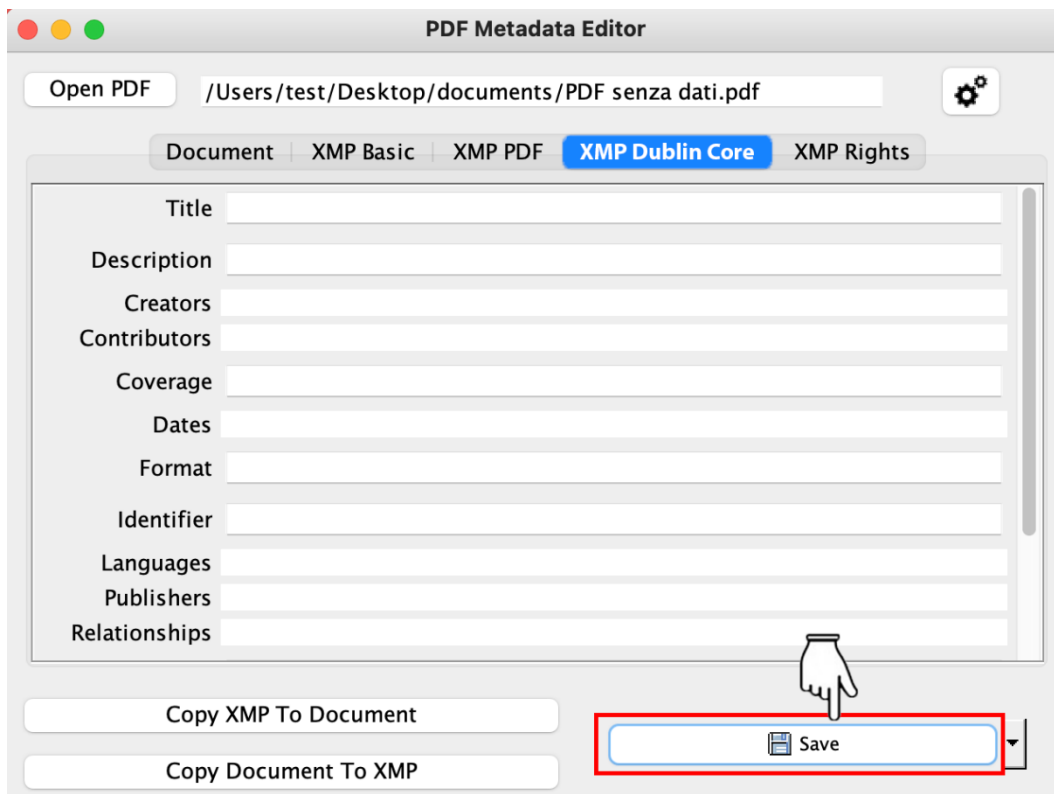 PDF Metadata Editor
Open PDF /Users/test/Desktop/documents/PDF senza dati.pdf
Document XMP Basic XMP PDF XMP Dublin Core XMP Rights
Title
Description
Creators
Contributors
Coverage
Dates
Format
Identifier
Languages
Publishers
Relationships
Copy XMP To Document
Save
Copy Document To XMP